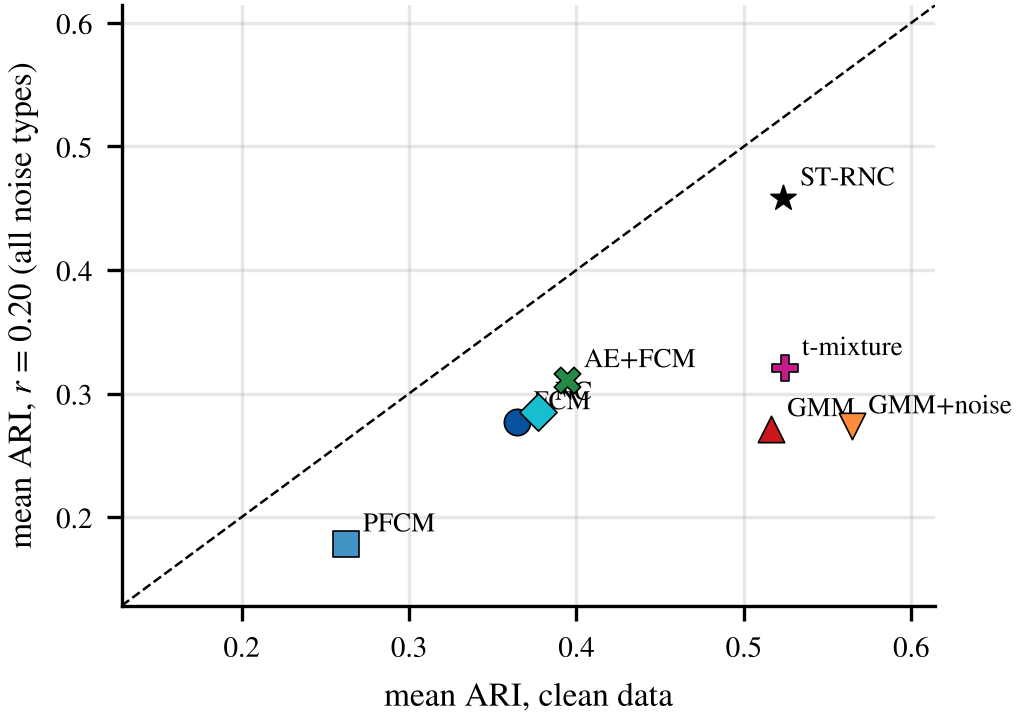 0.6
0.5
0.4
0.3
0.2
mean ARI, r = 0.20 (all noise types)
ST-RNC
t-mixture
AE+FCM
NC
FCM
GMM
GMM+noise
PFCM
0.2
0.3
0.4
0.5
0.6
mean ARI, clean data